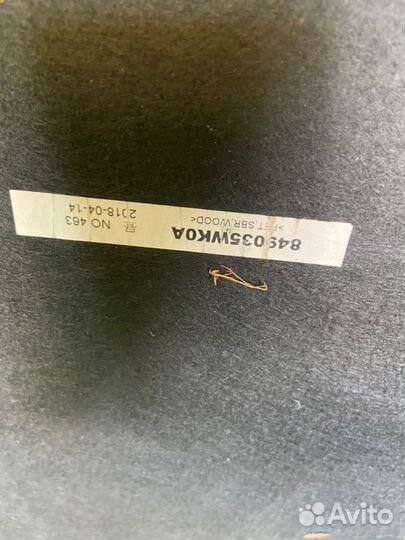 849035WK0A
>PET,SBR,WOOD<
NO 463
2018-04-14
Avito